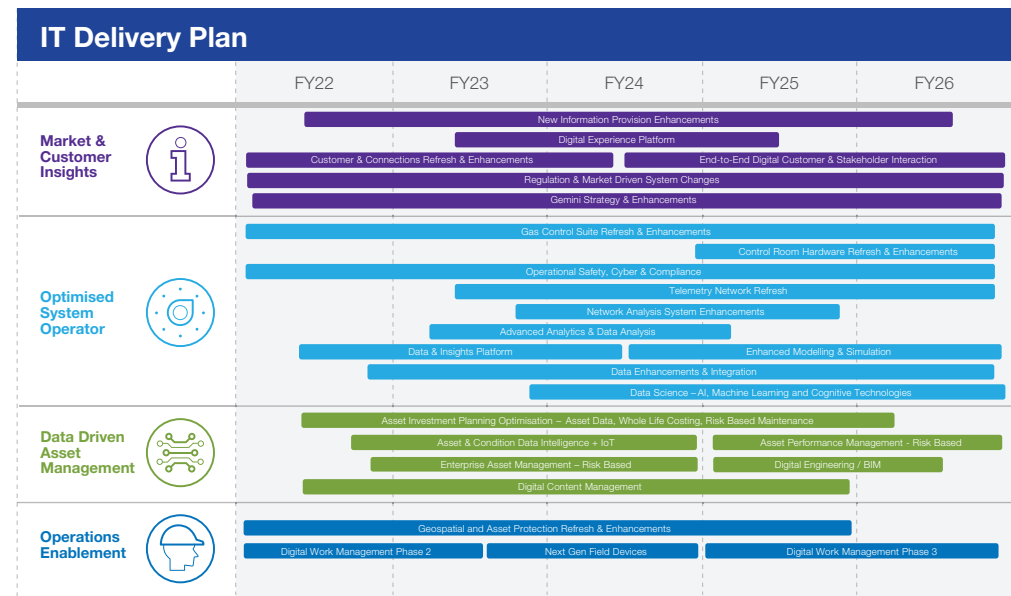 IT Delivery Plan
FY22 FY23 FY24 FY25 FY26
Market &
Customer
Insights
New Information Provision Enhancements
Digital Experience Platform
Customer & Connections Refresh & Enhancements
End-to-End Digital Customer & Stakeholder Interaction
Regulation & Market Driven System Changes
Gemini Strategy & Enhancements
Optimised
System
Operator
Gas Control Suite Refresh & Enhancements
Control Room Hardware Refresh & Enhancements
Operational Safety, Cyber & Compliance
Telemetry Network Refresh
Network Analysis System Enhancements
Advanced Analytics & Data Analysis
Data & Insights Platform
Enhanced Modelling & Simulation
Data Enhancements & Integration
Data Science – AI, Machine Learning and Cognitive Technologies
Data Driven
Asset
Management
Asset Investment Planning Optimisation – Asset Data, Whole Life Costing, Risk Based Maintenance
Asset & Condition Data Intelligence + IoT
Asset Performance Management - Risk Based
Enterprise Asset Management – Risk Based
Digital Engineering / BIM
Digital Content Management
Operations
Enablement
Geospatial and Asset Protection Refresh & Enhancements
Digital Work Management Phase 2
Next Gen Field Devices
Digital Work Management Phase 3